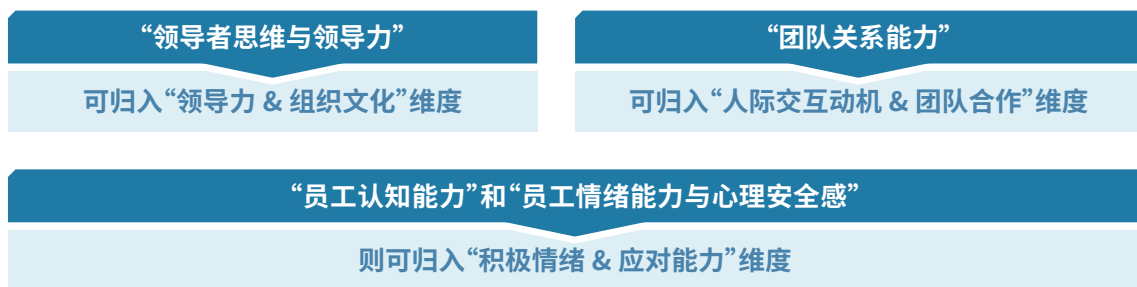 “领导者思维与领导力”
可归入“领导力 & 组织文化”维度
“团队关系能力”
可归入“人际交互动机 & 团队合作”维度
“员工认知能力”和“员工情绪能力与心理安全感”
则可归入“积极情绪 & 应对能力”维度